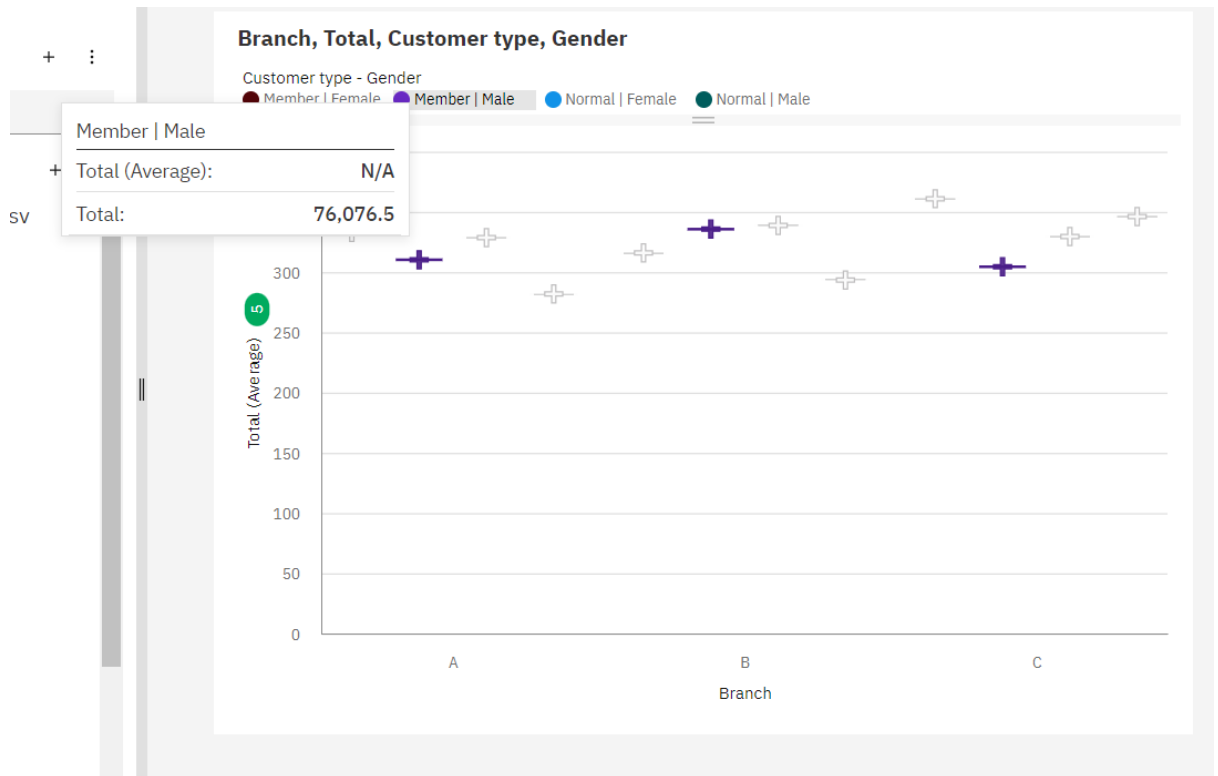 Branch, Total, Customer type, Gender
+
Customer type - Gender
Member | Female Member | Male Normal | Female Normal | Male
Member | Male
Total (Average): N/A
+
Total: 76,076.5
sv
300
250
200
150
100
50
0
5
Total (Average)
A B C
Branch